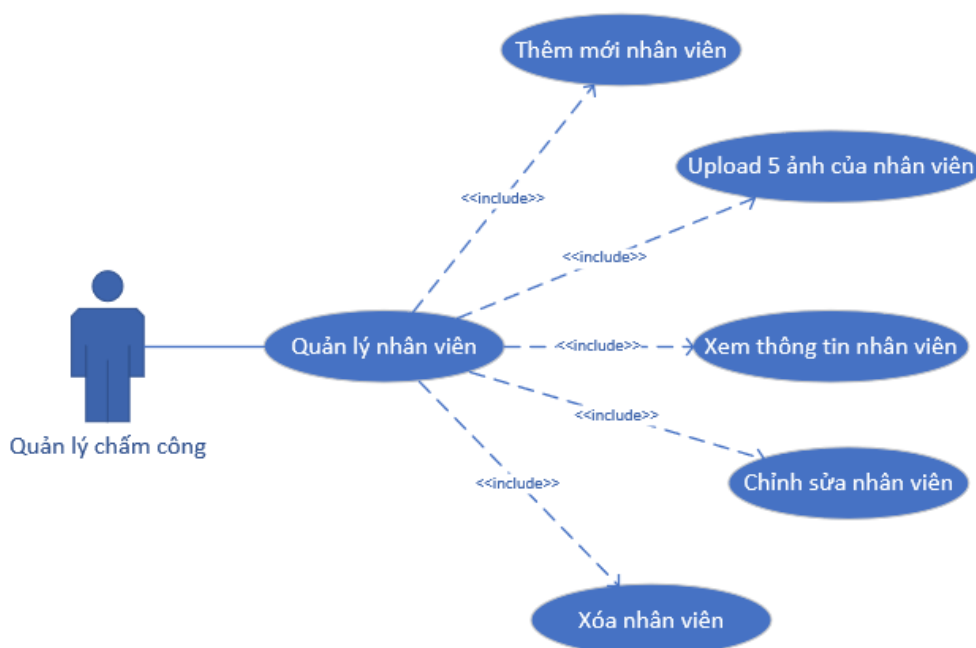 Thêm mới nhân viên
Upload 5 ảnh của nhân viên
<<include>>
<<include>>
Quản lý nhân viên
<<include>>
Xem thông tin nhân viên
<<include>>
Quản lý chấm công
<<include>>
Chỉnh sửa nhân viên
Xóa nhân viên